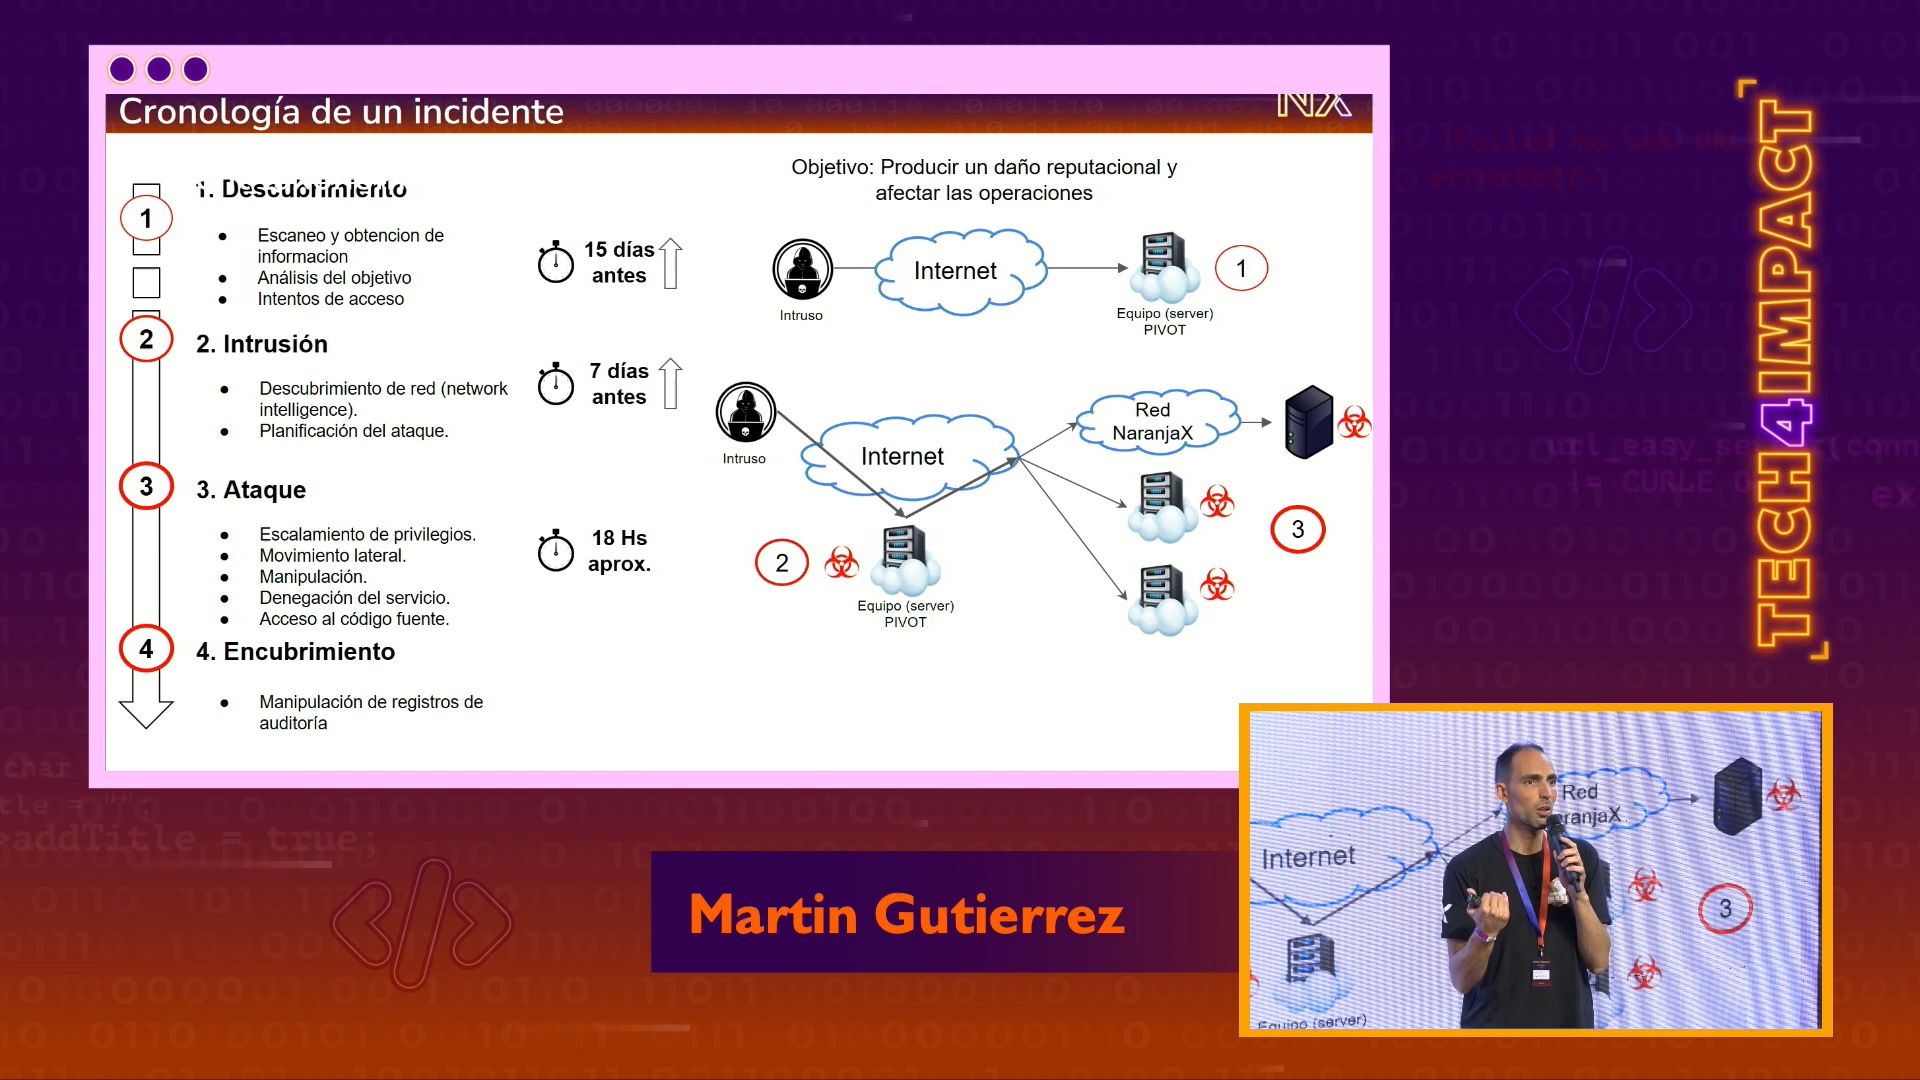 Cronología de un incidente
NX
1. Descubrimiento
1
Escaneo y obtencion de
informacion
Análisis del objetivo
Intentos de acceso
15 días
antes
2
2. Intrusión
Descubrimiento de red (network
intelligence).
Planificación del ataque.
7 días
antes
3
3. Ataque
Escalamiento de privilegios.
Movimiento lateral.
Manipulación.
Denegación del servicio.
Acceso al código fuente.
18 Hs
aprox.
4
4. Encubrimiento
Manipulación de registros de
auditoría
Objetivo: Producir un daño reputacional y
afectar las operaciones
Intruso
Internet
Equipo (server)
PIVOT
1
Intruso
Internet
Red
NaranjaX
2
Equipo (server)
PIVOT
3
TECH4IMPACT
Martin Gutierrez
Internet
Red
ranjaX
3
Equipo (server)
char
>addTitle = true;